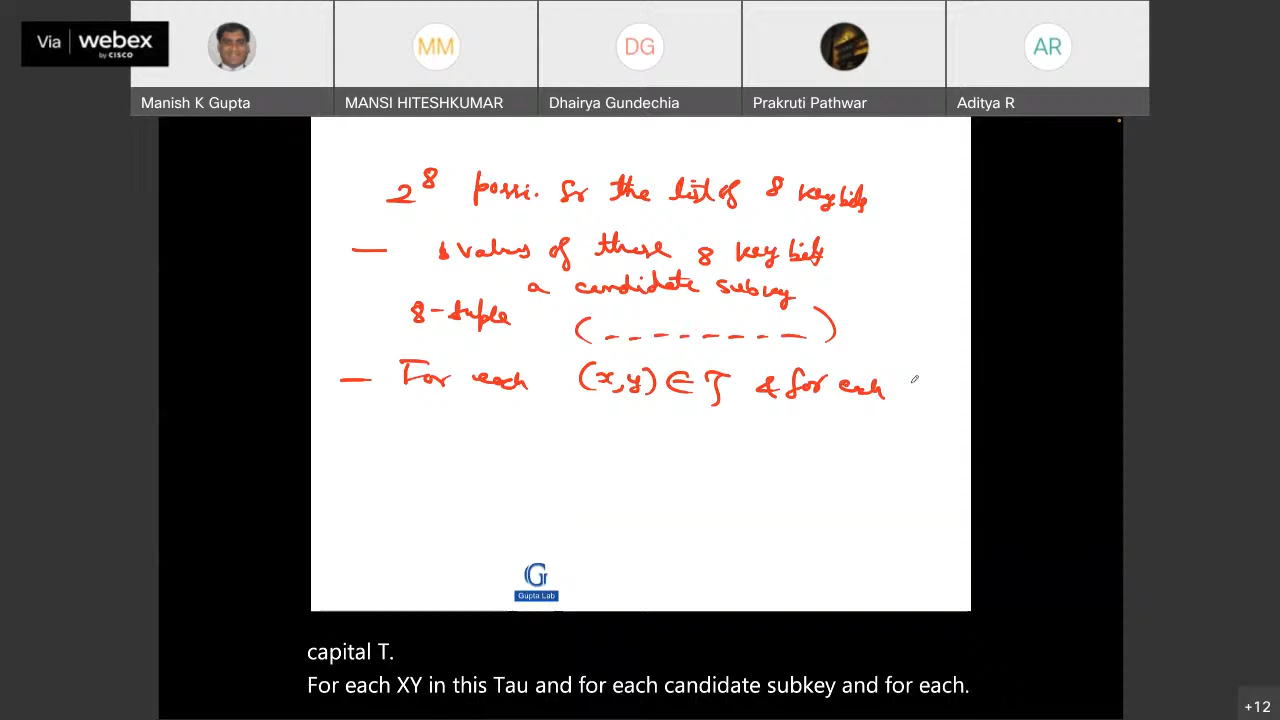 Via webex
by CISCO
MM
DG
AR
Manish K Gupta
MANSI HITESHKUMAR
Dhairya Gundechia
Prakruti Pathwar
Aditya R
2^8 possi. for the list of 8 key bits
— values of these 8 key bits
a candidate subkey
8-tuple (_ _ _ _ _ _ _ _)
— For each (x,y) ∈ T & for each
G
Gupta Lab
capital T.
For each XY in this Tau and for each candidate subkey and for each.
+12